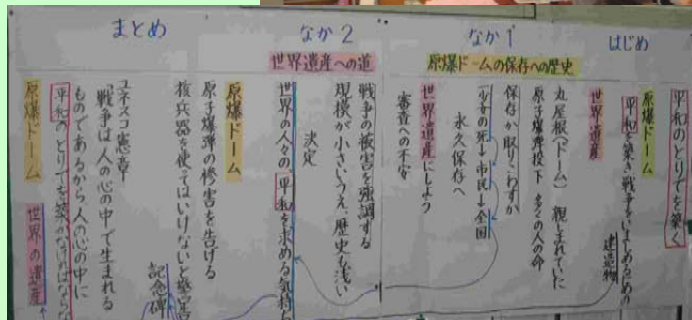 はじめ
平和のとりでを築く
原爆ドーム
平和を築き戦争をいましめるための
建造物
世界遺産
丸屋根(ドーム) 親しまれていた
原子爆弾投下 多くの人の命
なか1
原爆ドームの保存への歴史
保存か取りこわすか
少女の死→市民→全国
永久保存へ
世界遺産にしよう
審査への不安
なか2
世界遺産への道
戦争の被害を強調する
規模が小さいうえ、歴史も浅い
決定
世界の人々の、平和を求める気持ち
まとめ
原爆ドーム
原子爆弾の惨害を告げる
核兵器を使ってはいけないと警告
記念碑
ユネスコ憲章
戦争は人の心の中で生まれる
ものであるから、人の心の中に
平和のとりでを築かなければならな
原爆ドーム
世界の遺産